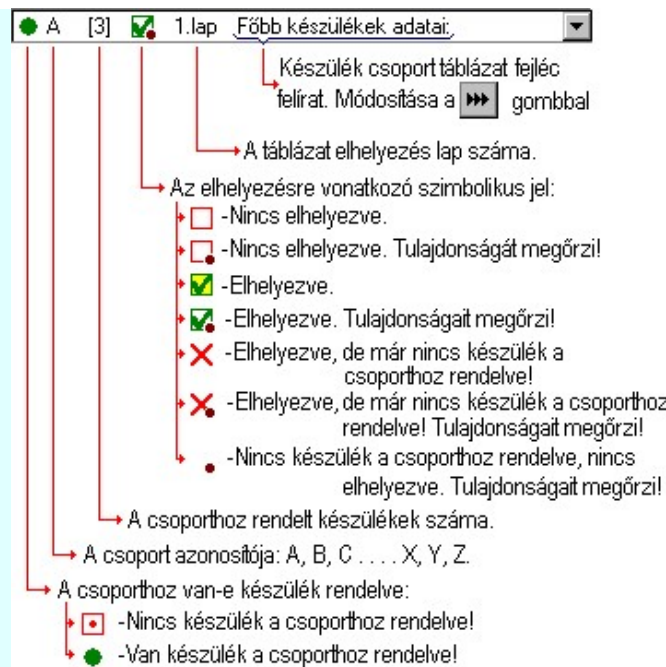 A [3] 1.lap Főbb készülékek adatai:
Készülék csoport táblázat fejléc
felírat. Módosítása a gombbal
A táblázat elhelyezés lap száma.
Az elhelyezésre vonatkozó szimbolikus jel:
-Nincs elhelyezve.
-Nincs elhelyezve. Tulajdonságát megőrzi!
-Elhelyezve.
-Elhelyezve. Tulajdonságait megőrzi!
-Elhelyezve, de már nincs készülék a
csoporthoz rendelve!
-Elhelyezve, de már nincs készülék a csoporthoz
rendelve! Tulajdonságait megőrzi!
-Nincs készülék a csoporthoz rendelve, nincs
elhelyezve. Tulajdonságait megőrzi!
A csoporthoz rendelt készülékek száma.
A csoport azonosítója: A, B, C . . . . X, Y, Z.
A csoporthoz van-e készülék rendelve:
-Nincs készülék a csoporthoz rendelve!
-Van készülék a csoporthoz rendelve!